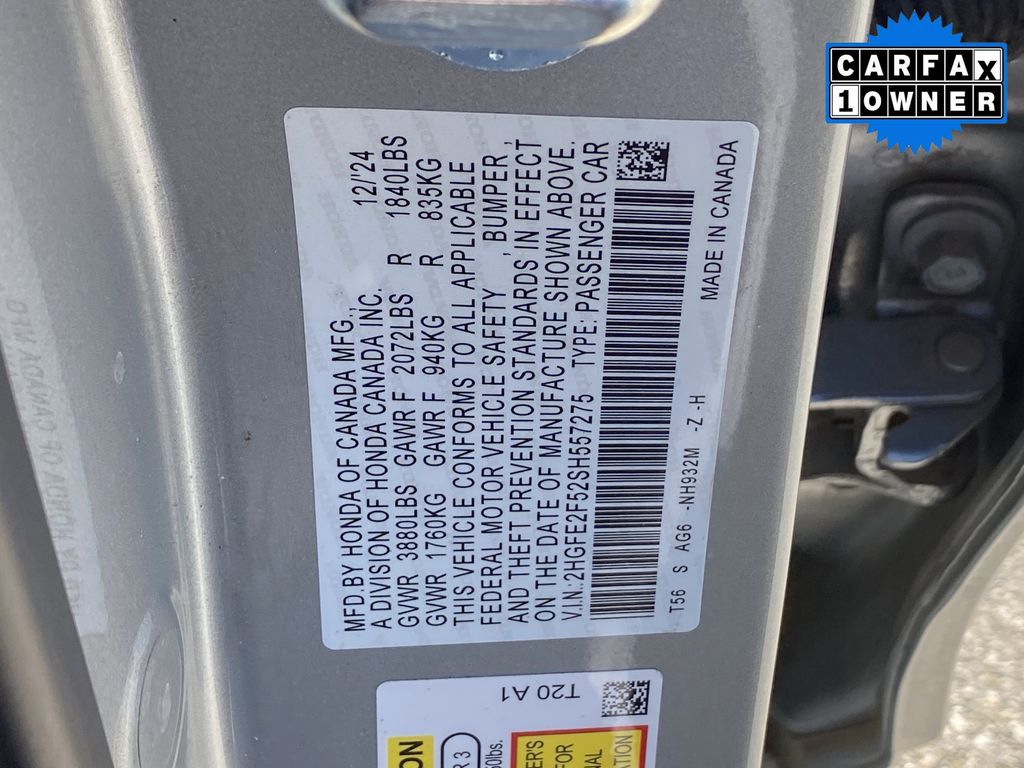 CARFAX
1 OWNER
MFD.BY HONDA OF CANADA MFG., 12/'24
A DIVISION OF HONDA CANADA INC.
GVWR 3880LBS GAWR F 2072LBS R 1840LBS
GVWR 1760KG GAWR F 940KG R 835KG
THIS VEHICLE CONFORMS TO ALL APPLICABLE
FEDERAL MOTOR VEHICLE SAFETY , BUMPER ,
AND THEFT PREVENTION STANDARDS, IN EFFECT
ON THE DATE OF MANUFACTURE SHOWN ABOVE.
V.I.N.:2HGFE2F52SH557275 TYPE:PASSENGER CAR
T56 S AG6 -NH932M -Z -H
MADE IN CANADA
T20 A1